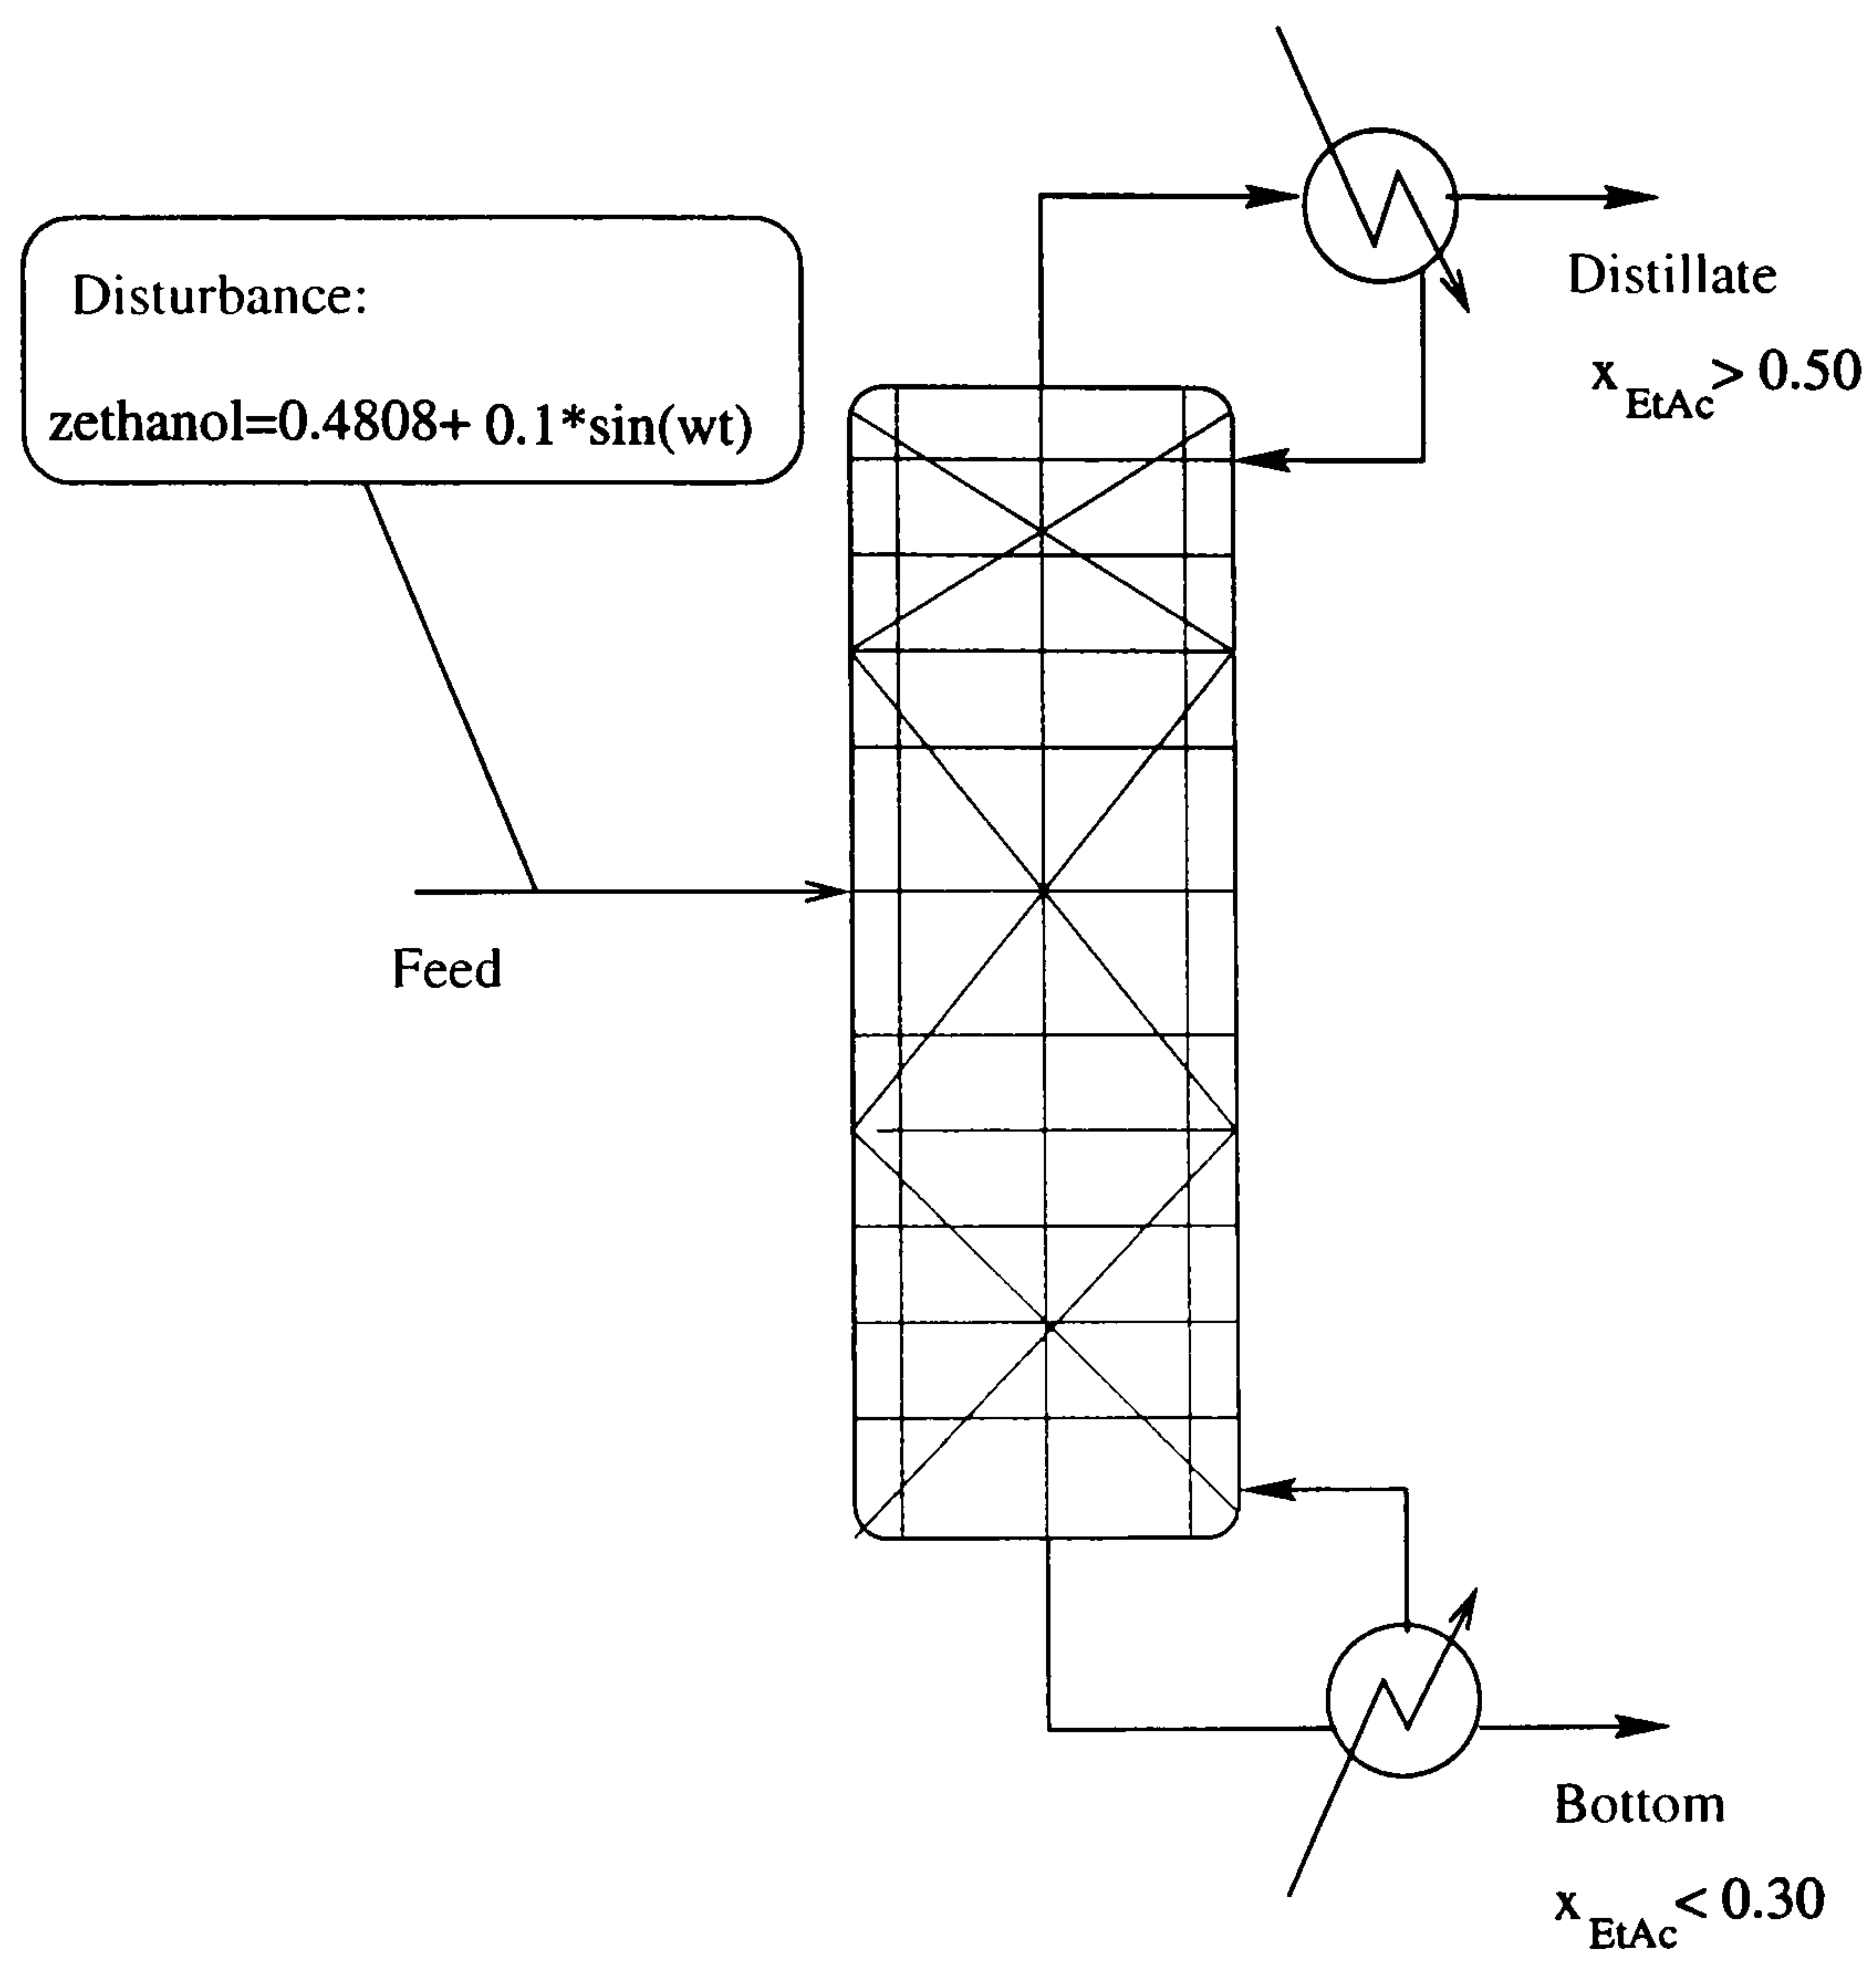 Disturbance:
zethanol=0.4808+ 0.1*sin(wt)
Distillate
x EtAc > 0.50
Feed
Bottom
x EtAc < 0.30